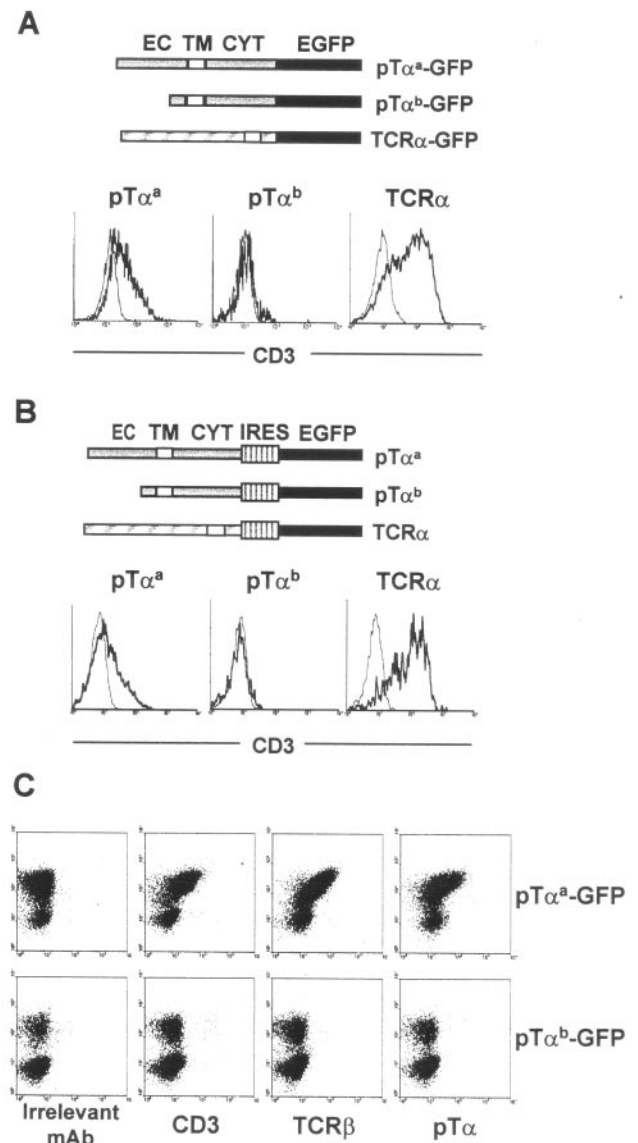 A
EC TM CYT EGFP
pTαᵃ-GFP
pTαᵇ-GFP
TCRα-GFP
pTαᵃ pTαᵇ TCRα
CD3
B
EC TM CYT IRES EGFP
pTαᵃ
pTαᵇ
TCRα
pTαᵃ pTαᵇ TCRα
CD3
C
pTαᵃ-GFP
pTαᵇ-GFP
Irrelevant mAb
CD3
TCRβ
pTα